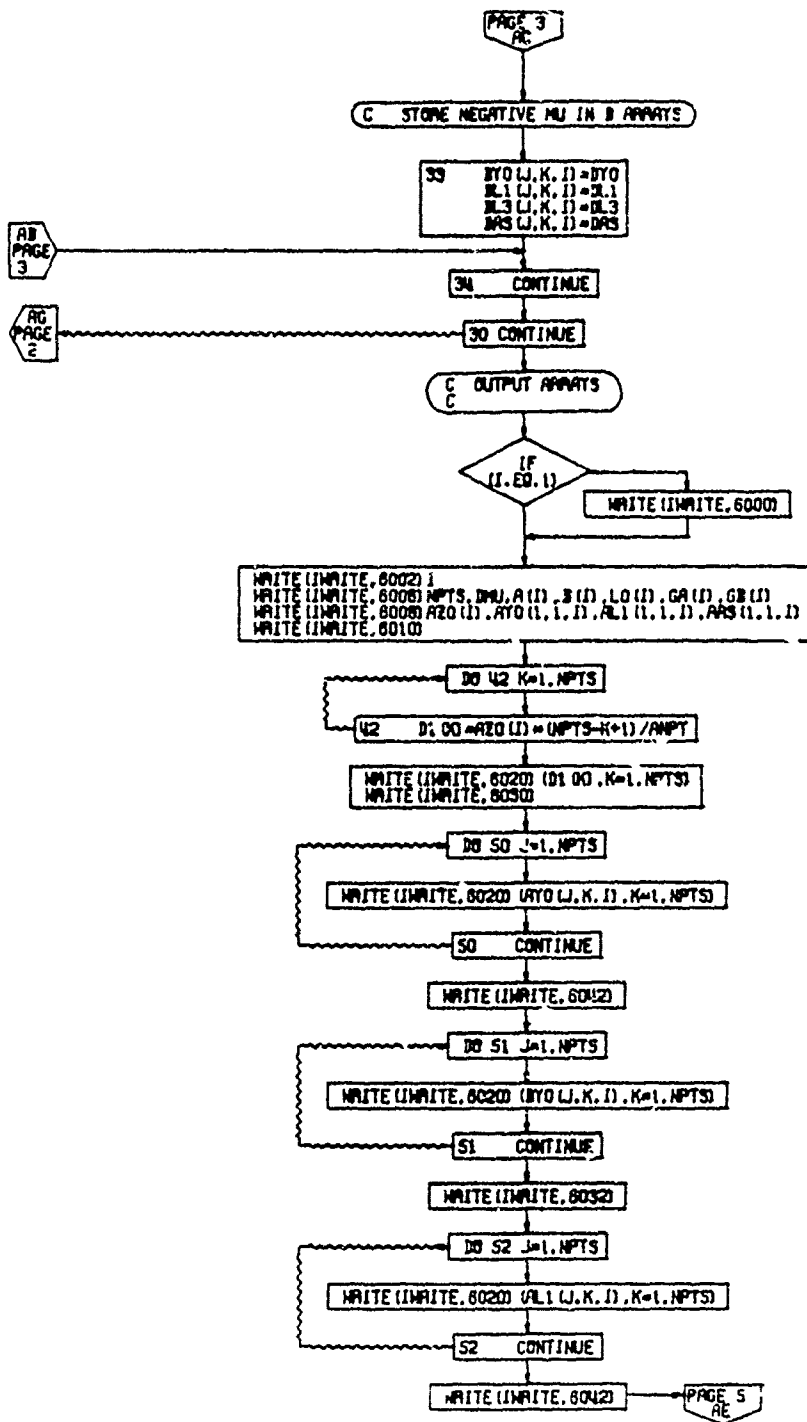 PAGE 3
AC
C STORE NEGATIVE MU IN B ARRAYS
33 BYO(J,K,I)=DYO
BL1(J,K,I)=DL1
BL3(J,K,I)=DL3
BAS(J,K,I)=DAS
AB
PAGE
3
34 CONTINUE
AG
PAGE
2
30 CONTINUE
C OUTPUT ARRAYS
C
IF
(I.EQ.1)
WRITE(IWRITE,6000)
WRITE(IWRITE,6002) I
WRITE(IWRITE,6006) NPTS,DMU,A(I),B(I),LO(I),GA(I),GB(I)
WRITE(IWRITE,6008) AZO(I),AYO(1,1,I),AL1(1,1,I),AAS(1,1,I)
WRITE(IWRITE,6010)
DO 42 K=1,NPTS
42 D1(K)=AZO(I)*(NPTS-K+1)/ANPT
WRITE(IWRITE,6020) (D1(K),K=1,NPTS)
WRITE(IWRITE,6030)
DO 50 J=1,NPTS
WRITE(IWRITE,6020) (AYO(J,K,I),K=1,NPTS)
50 CONTINUE
WRITE(IWRITE,6042)
DO 51 J=1,NPTS
WRITE(IWRITE,6020) (BYO(J,K,I),K=1,NPTS)
51 CONTINUE
WRITE(IWRITE,6032)
DO 52 J=1,NPTS
WRITE(IWRITE,6020) (AL1(J,K,I),K=1,NPTS)
52 CONTINUE
WRITE(IWRITE,6042)
PAGE 5
AE